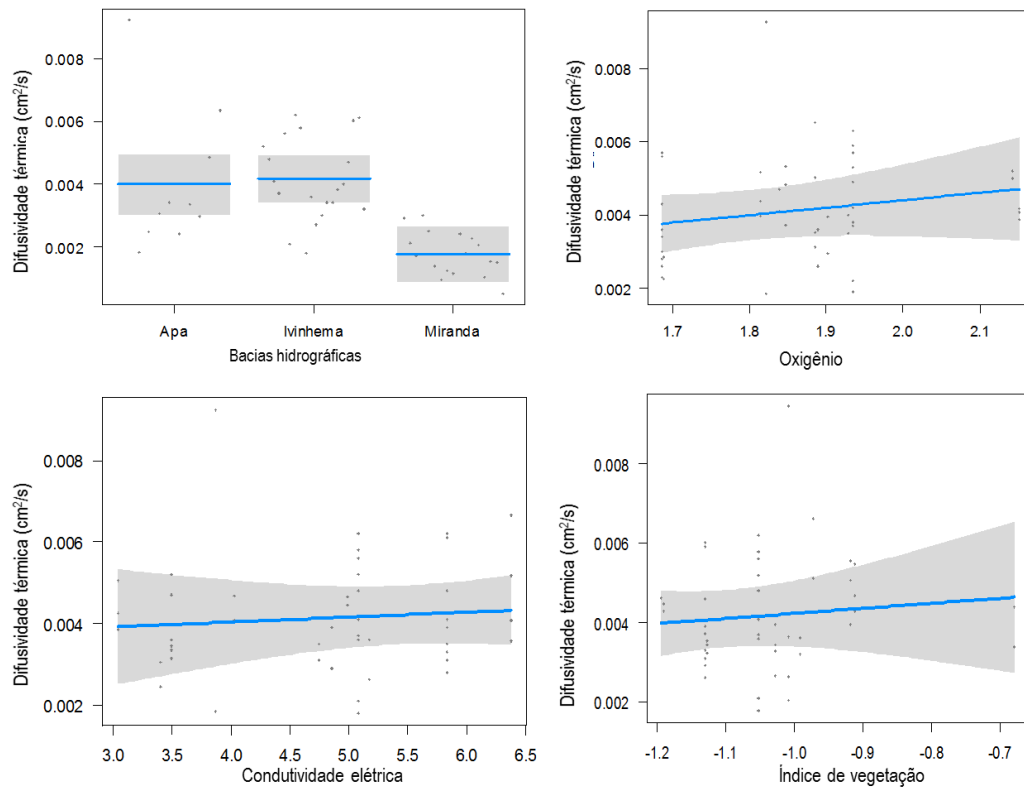 Difusividade térmica (cm²/s)
0.008
0.006
0.004
0.002
Apa Ivinhema Miranda
Bacias hidrográficas
Difusividade térmica (cm²/s)
0.008
0.006
0.004
0.002
1.7 1.8 1.9 2.0 2.1
Oxigênio
Difusividade térmica (cm²/s)
0.008
0.006
0.004
0.002
3.0 3.5 4.0 4.5 5.0 5.5 6.0 6.5
Condutividade elétrica
Difusividade térmica (cm²/s)
0.008
0.006
0.004
0.002
-1.2 -1.1 -1.0 -0.9 -0.8 -0.7
Índice de vegetação